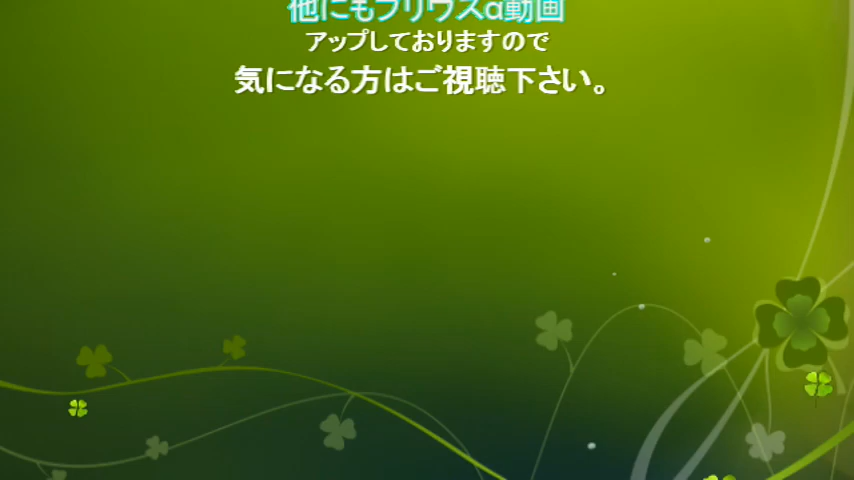 他にもプリウスα動画
アップしておりますので
気になる方はご視聴下さい。